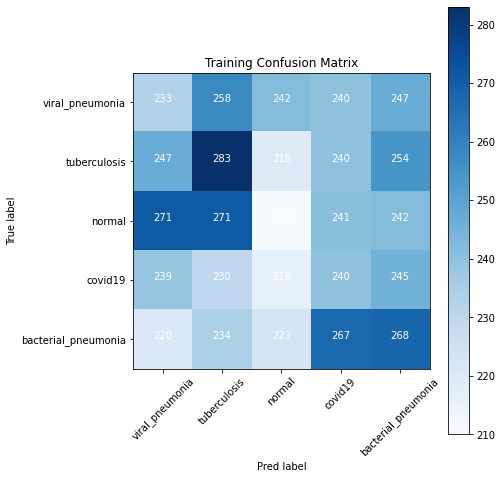 Training Confusion Matrix
True label
viral_pneumonia 233 258 242 240 247
tuberculosis 247 283 219 240 254
normal 271 271 241 242
covid19 239 230 216 240 245
bacterial_pneumonia 220 234 223 267 268
viral_pneumonia
tuberculosis
normal
covid19
bacterial_pneumonia
Pred label
280
270
260
250
240
230
220
210